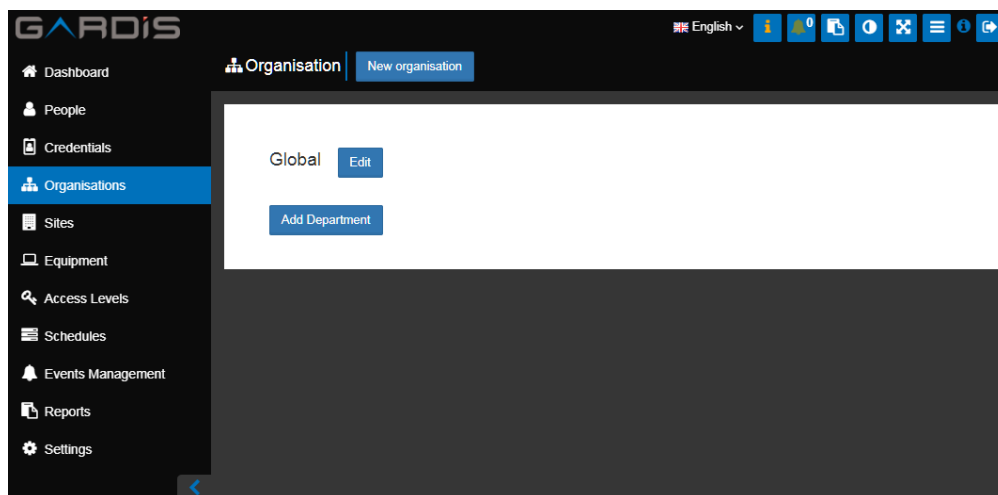 GARDiS
English
0
Dashboard
Organisation
New organisation
People
Credentials
Global
Edit
Organisations
Add Department
Sites
Equipment
Access Levels
Schedules
Events Management
Reports
Settings